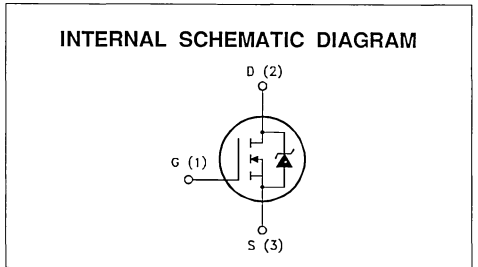 INTERNAL SCHEMATIC DIAGRAM
D (2)
G (1)
S (3)